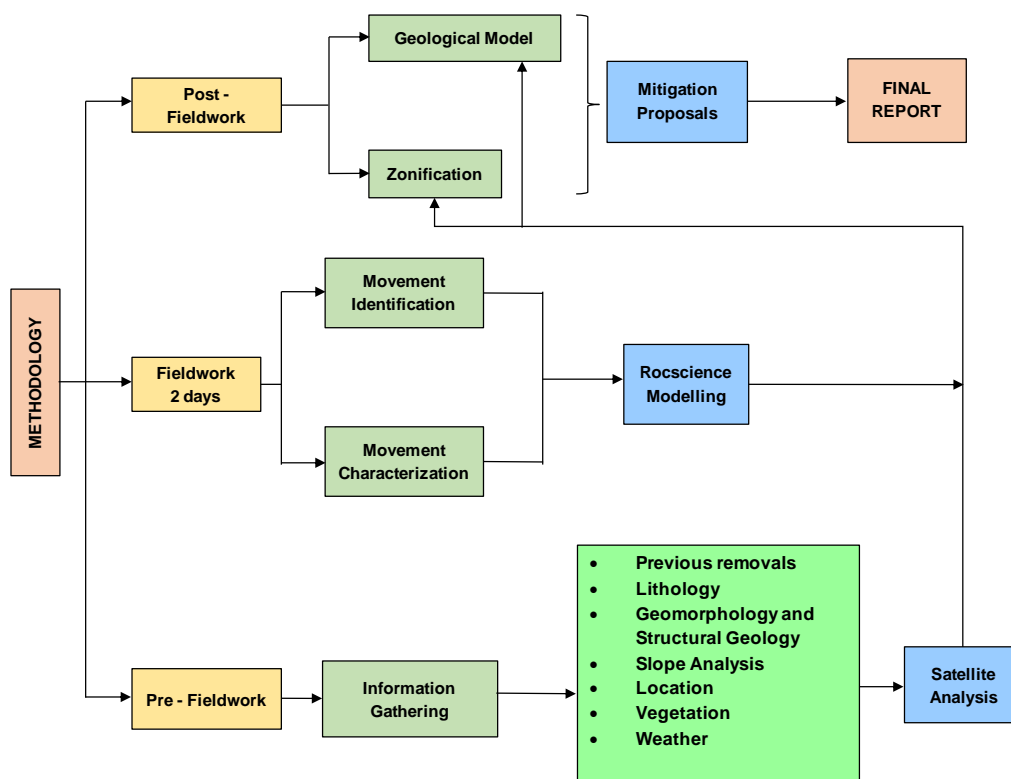 Geological Model
Post -
Fieldwork
Mitigation
Proposals
FINAL
REPORT
Zonification
METHODOLOGY
Movement
Identification
Fieldwork
2 days
Rocscience
Modelling
Movement
Characterization
Pre - Fieldwork
Information
Gathering
• Previous removals
• Lithology
• Geomorphology and
Structural Geology
• Slope Analysis
• Location
• Vegetation
• Weather
Satellite
Analysis